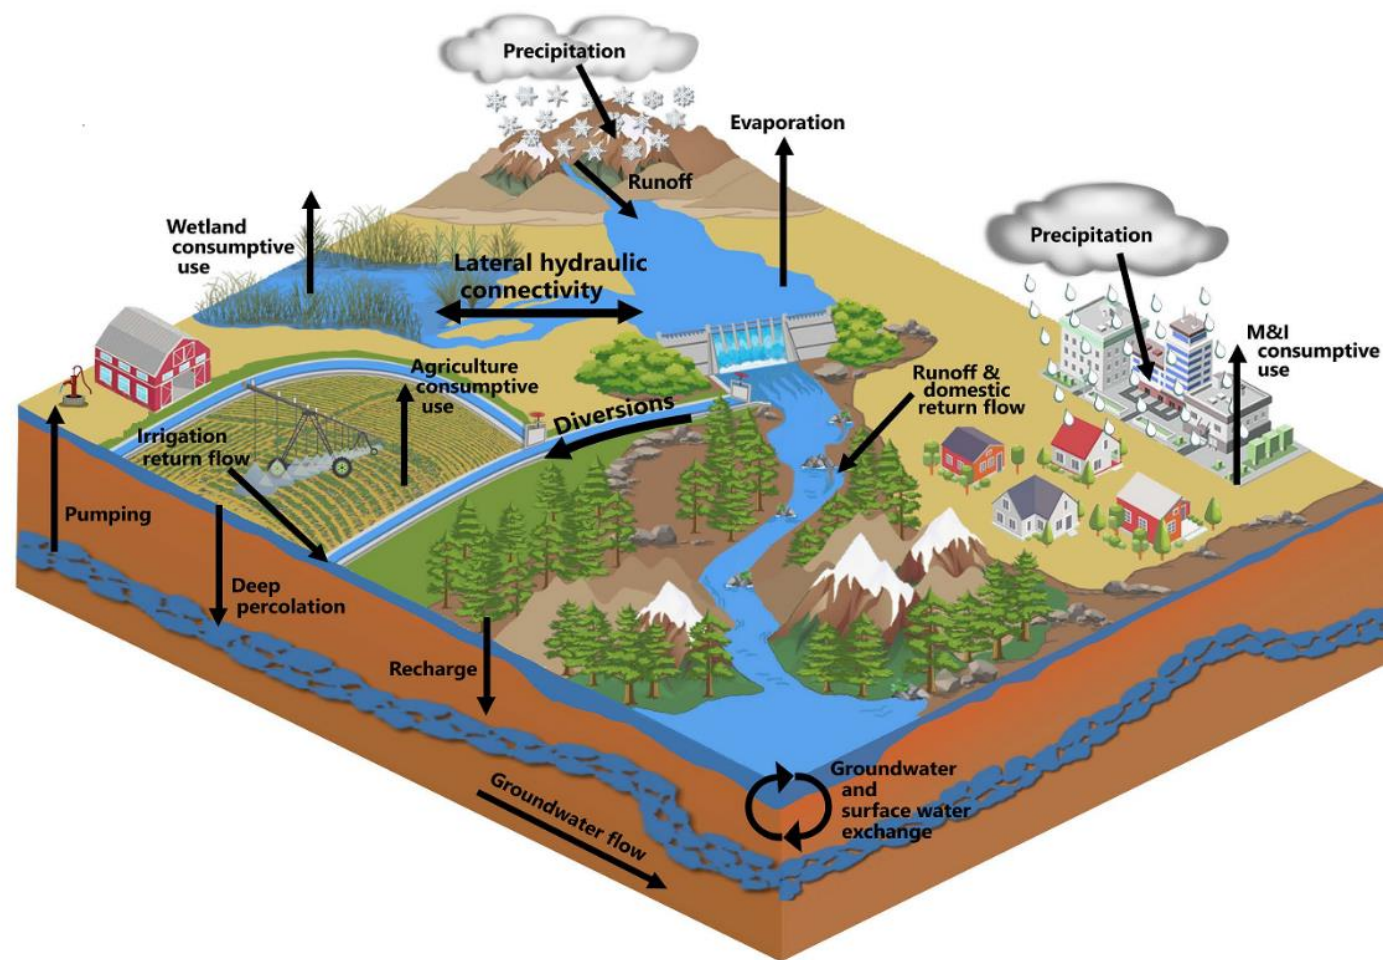 Precipitation
Evaporation
Runoff
Wetland
consumptive
use
Precipitation
Lateral hydraulic
connectivity
M&I
consumptive
use
Agriculture
consumptive
use
Runoff &
domestic
return flow
Diversions
Irrigation
return flow
Pumping
Deep
percolation
Recharge
Groundwater flow
Groundwater
and
surface water
exchange